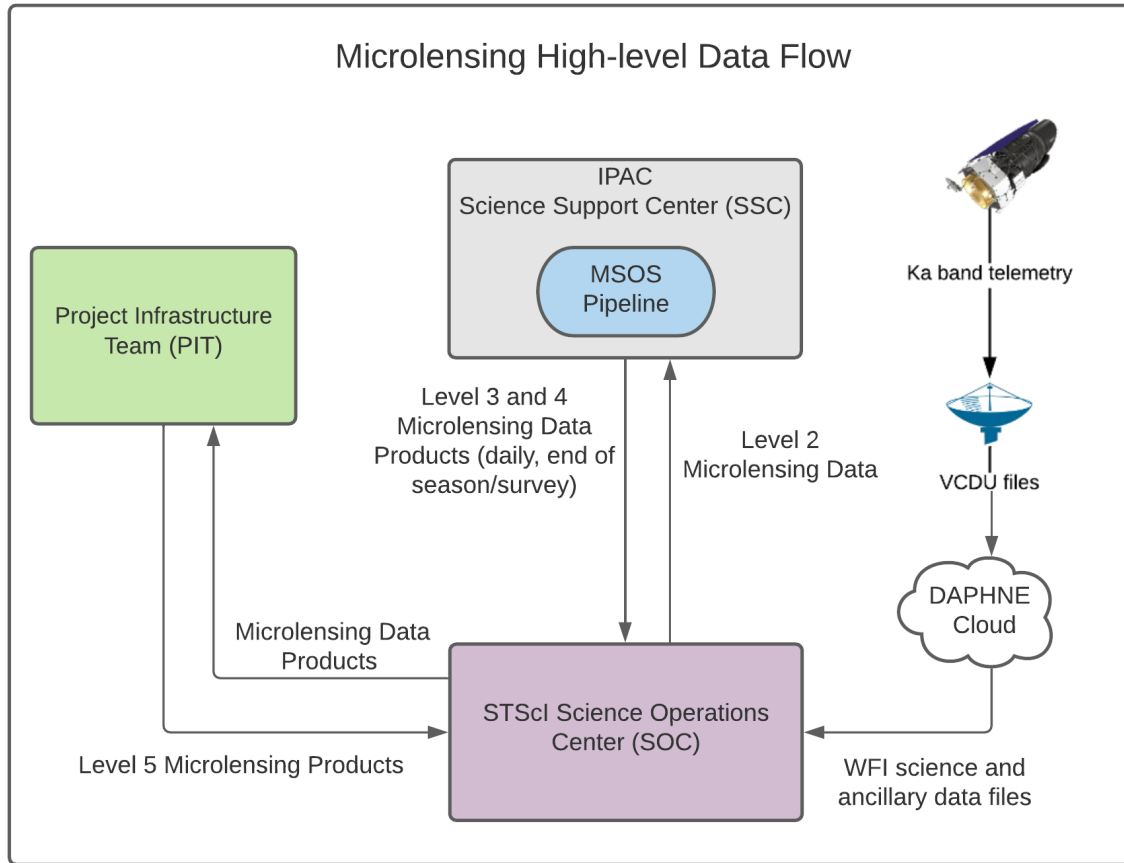 Microlensing High-level Data Flow
IPAC
Science Support Center (SSC)
MSOS
Pipeline
Project Infrastructure
Team (PIT)
Ka band telemetry
Level 3 and 4
Microlensing Data
Products (daily, end of
season/survey)
Level 2
Microlensing Data
VCDU files
DAPHNE
Cloud
Microlensing Data
Products
STScI Science Operations
Center (SOC)
Level 5 Microlensing Products
WFI science and
ancillary data files